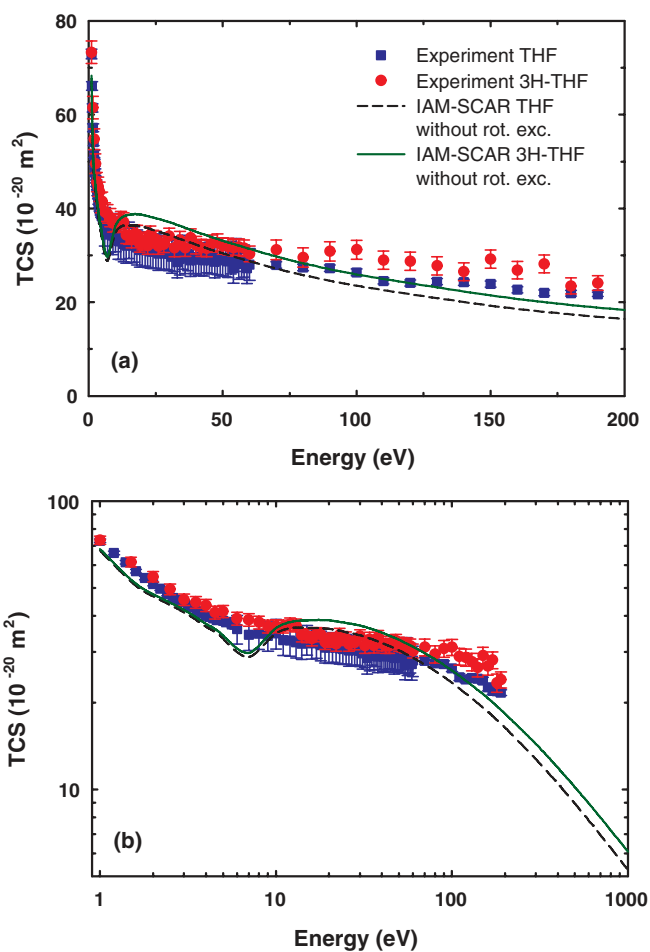 80
60
40
20
0
TCS (10⁻²⁰ m²)
Experiment THF
Experiment 3H-THF
IAM-SCAR THF
without rot. exc.
IAM-SCAR 3H-THF
without rot. exc.
(a)
0 50 100 150 200
Energy (eV)
100
10
TCS (10⁻²⁰ m²)
(b)
1 10 100 1000
Energy (eV)